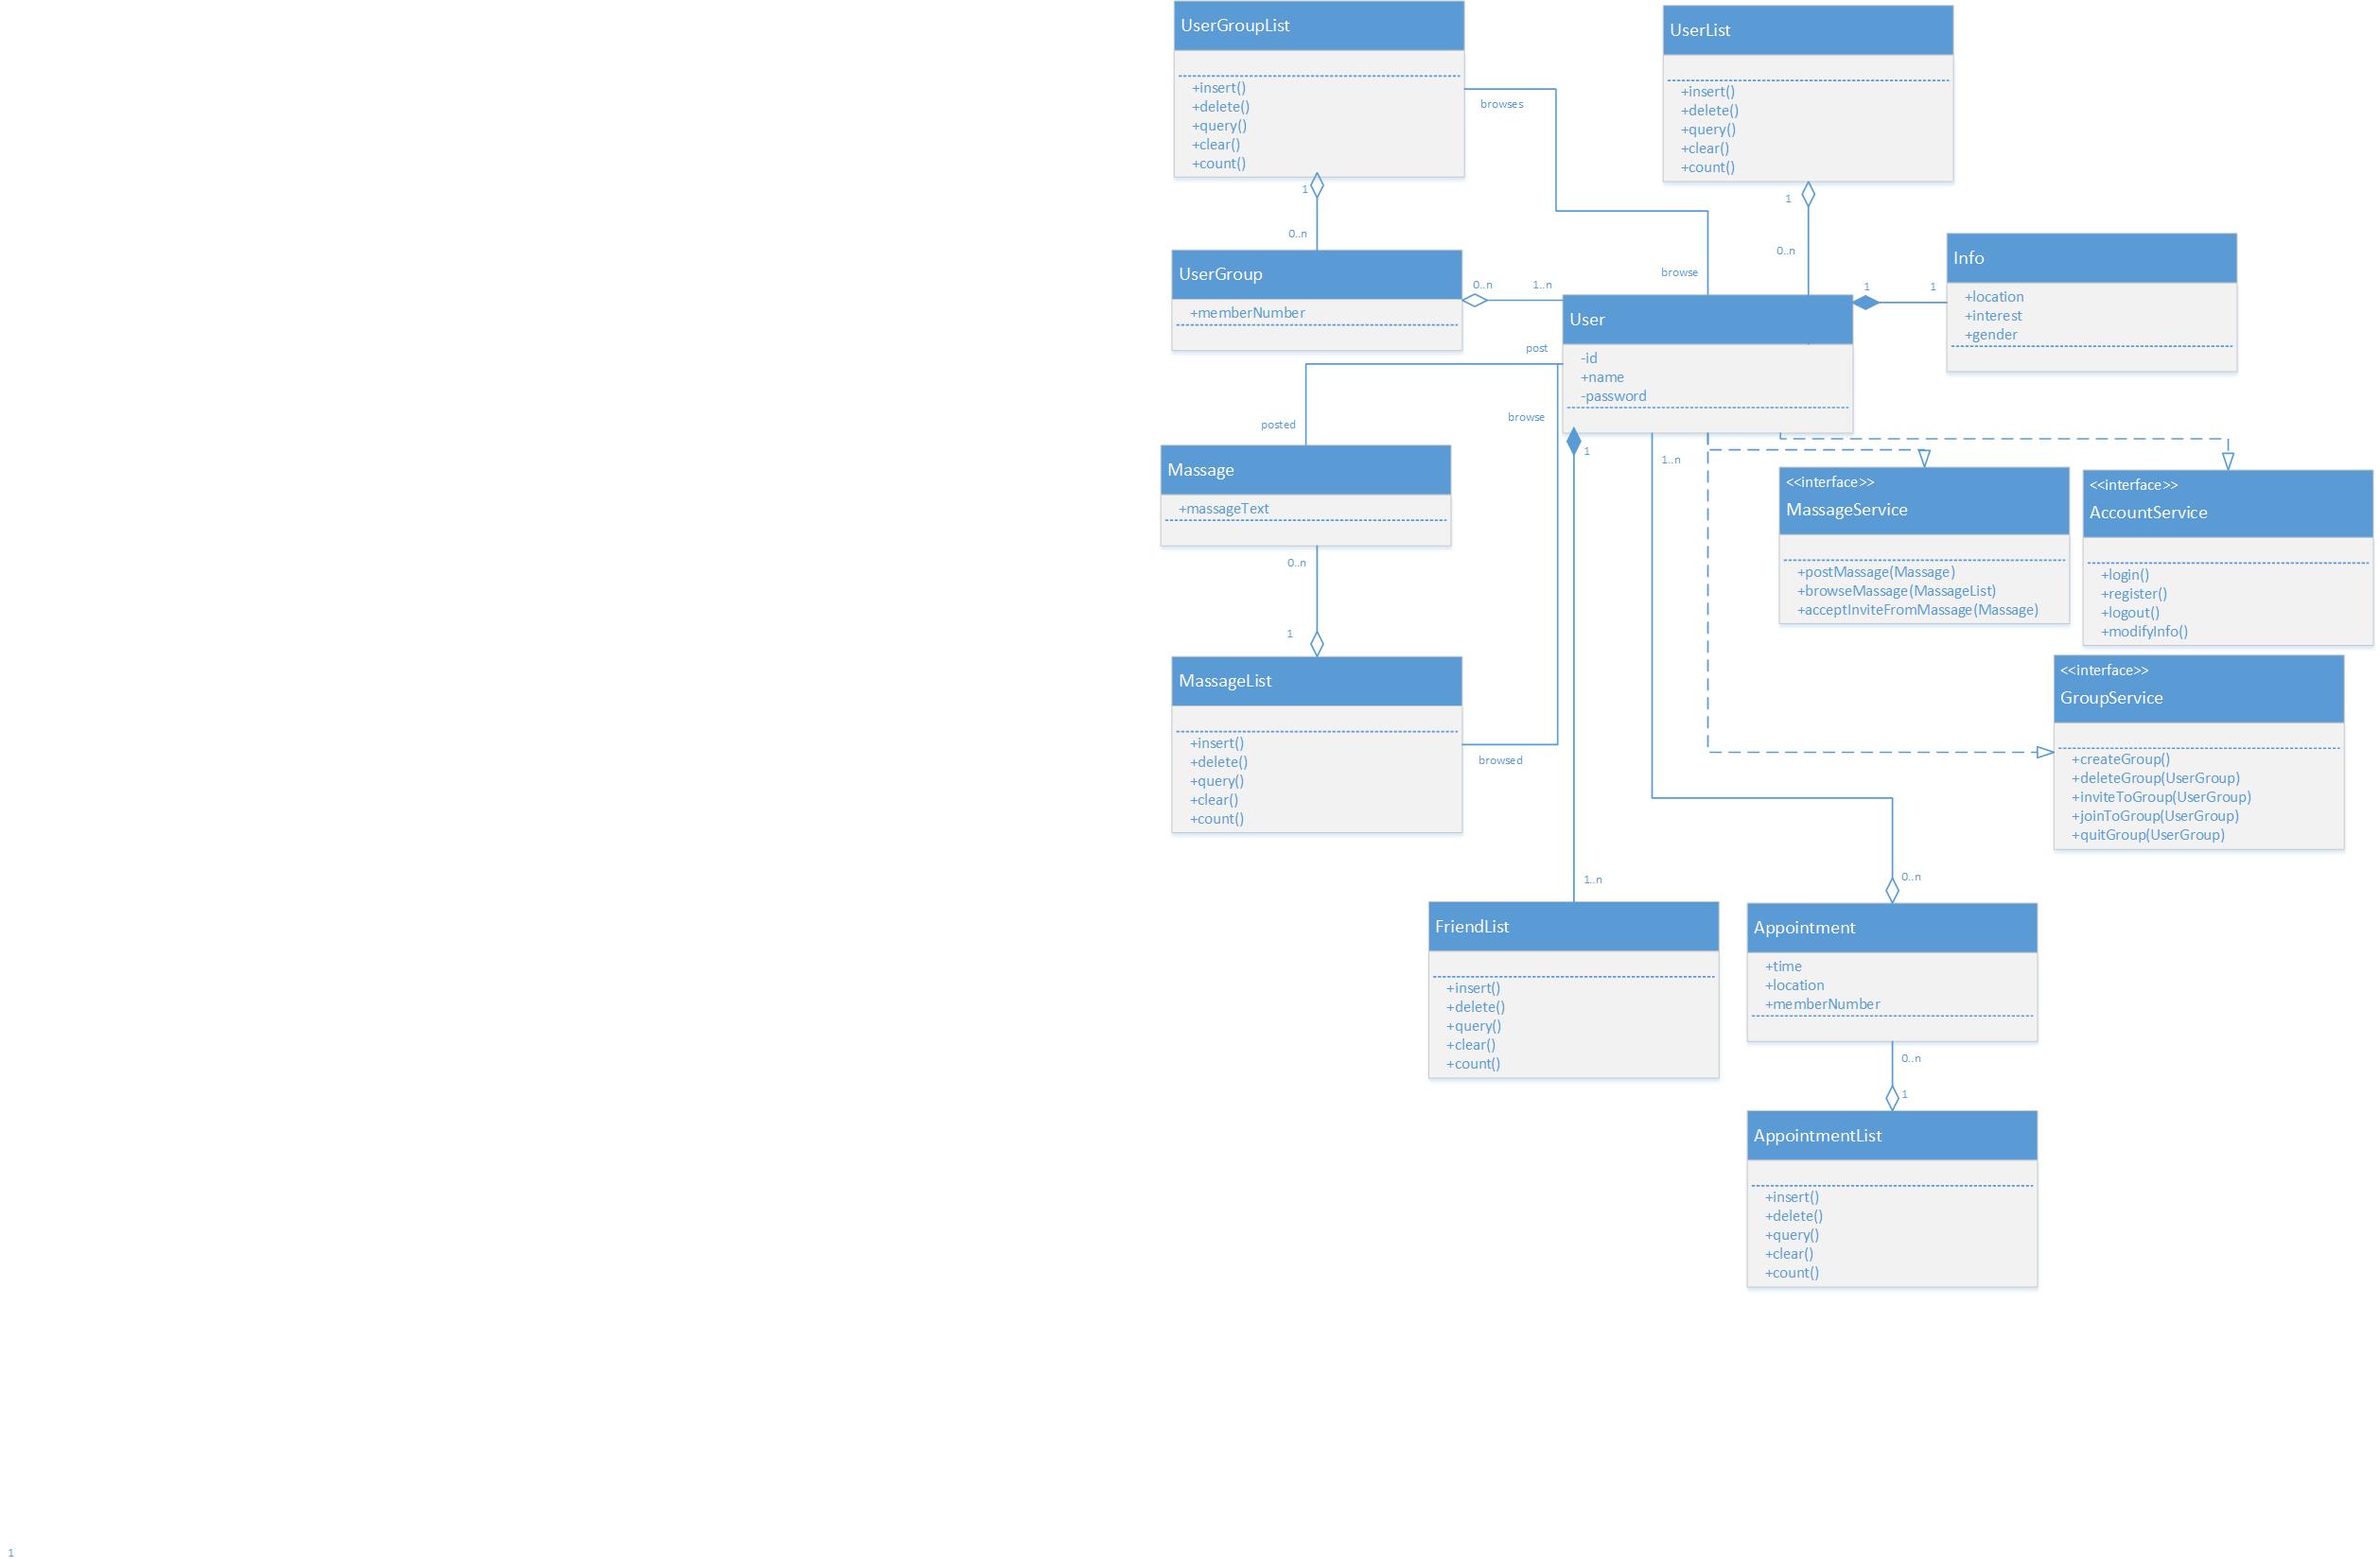 UserGroupList
+insert()
+delete()
+query()
+clear()
+count()
UserList
+insert()
+delete()
+query()
+clear()
+count()
browses
1
0..n
1
0..n
browse
UserGroup
+memberNumber
0..n
1..n
User
-id
+name
-password
1
1
Info
+location
+interest
+gender
post
posted
browse
Massage
+massageText
0..n
1
MassageList
+insert()
+delete()
+query()
+clear()
+count()
browsed
1
1..n
1..n
<<interface>>
MassageService
+postMassage(Massage)
+browseMassage(MassageList)
+acceptInviteFromMassage(Massage)
<<interface>>
AccountService
+login()
+register()
+logout()
+modifyInfo()
<<interface>>
GroupService
+createGroup()
+deleteGroup(UserGroup)
+inviteToGroup(UserGroup)
+joinToGroup(UserGroup)
+quitGroup(UserGroup)
FriendList
+insert()
+delete()
+query()
+clear()
+count()
0..n
Appointment
+time
+location
+memberNumber
0..n
1
AppointmentList
+insert()
+delete()
+query()
+clear()
+count()
1